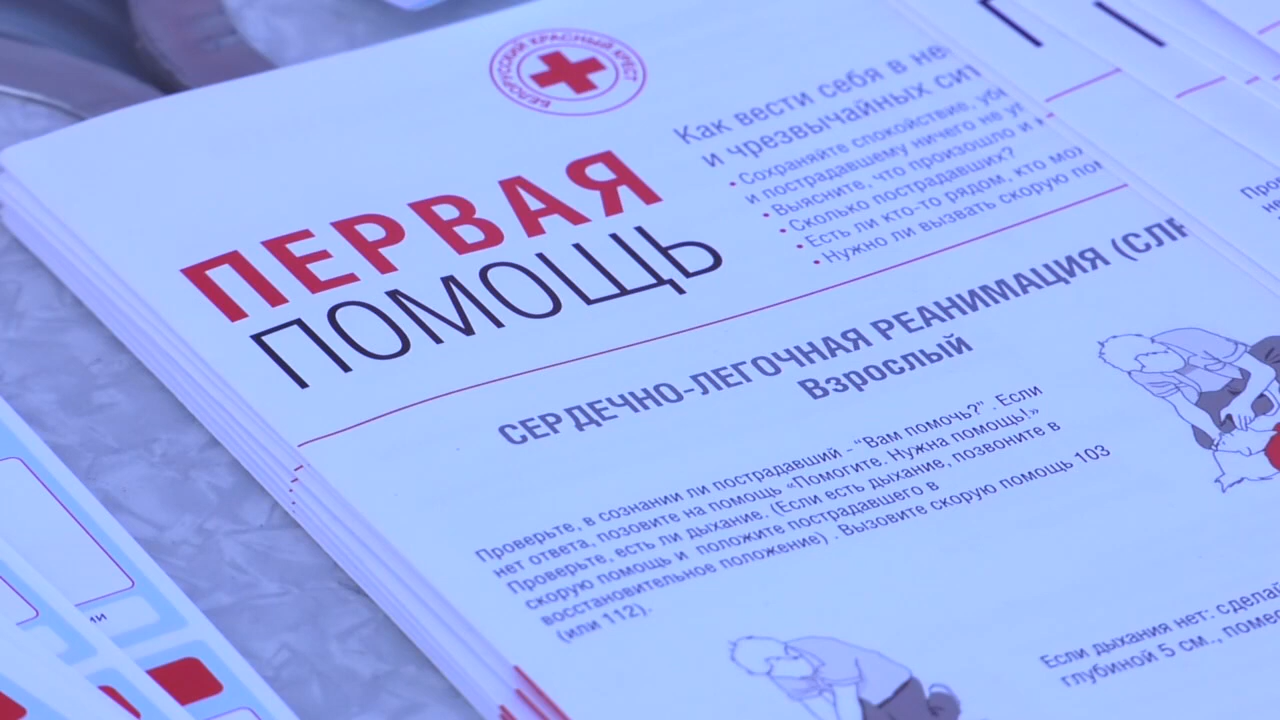 БЕЛОРУССКИЙ КРАСНЫЙ КРЕСТ
ПЕРВАЯ
ПОМОЩЬ
Как вести себя в
и чрезвычайных
• Сохраняйте спокойствие,
и пострадавшему ничего не
• Выясните, что произошло и
• Сколько пострадавших?
• Есть ли кто-то рядом, кто
• Нужно ли вызвать скорую
СЕРДЕЧНО-ЛЕГОЧНАЯ РЕАНИМАЦИЯ
Взрослый
Проверьте, в сознании ли пострадавший - “Вам помочь?” . Если
нет ответа, позовите на помощь «Помогите. Нужна помощь!»
Проверьте, есть ли дыхание. (Если есть дыхание, позвоните в
скорую помощь и положите пострадавшего в
восстановительное положение) . Вызовите скорую помощь 103
(или 112).
Если дыхания нет:
глубиной 5 см.,